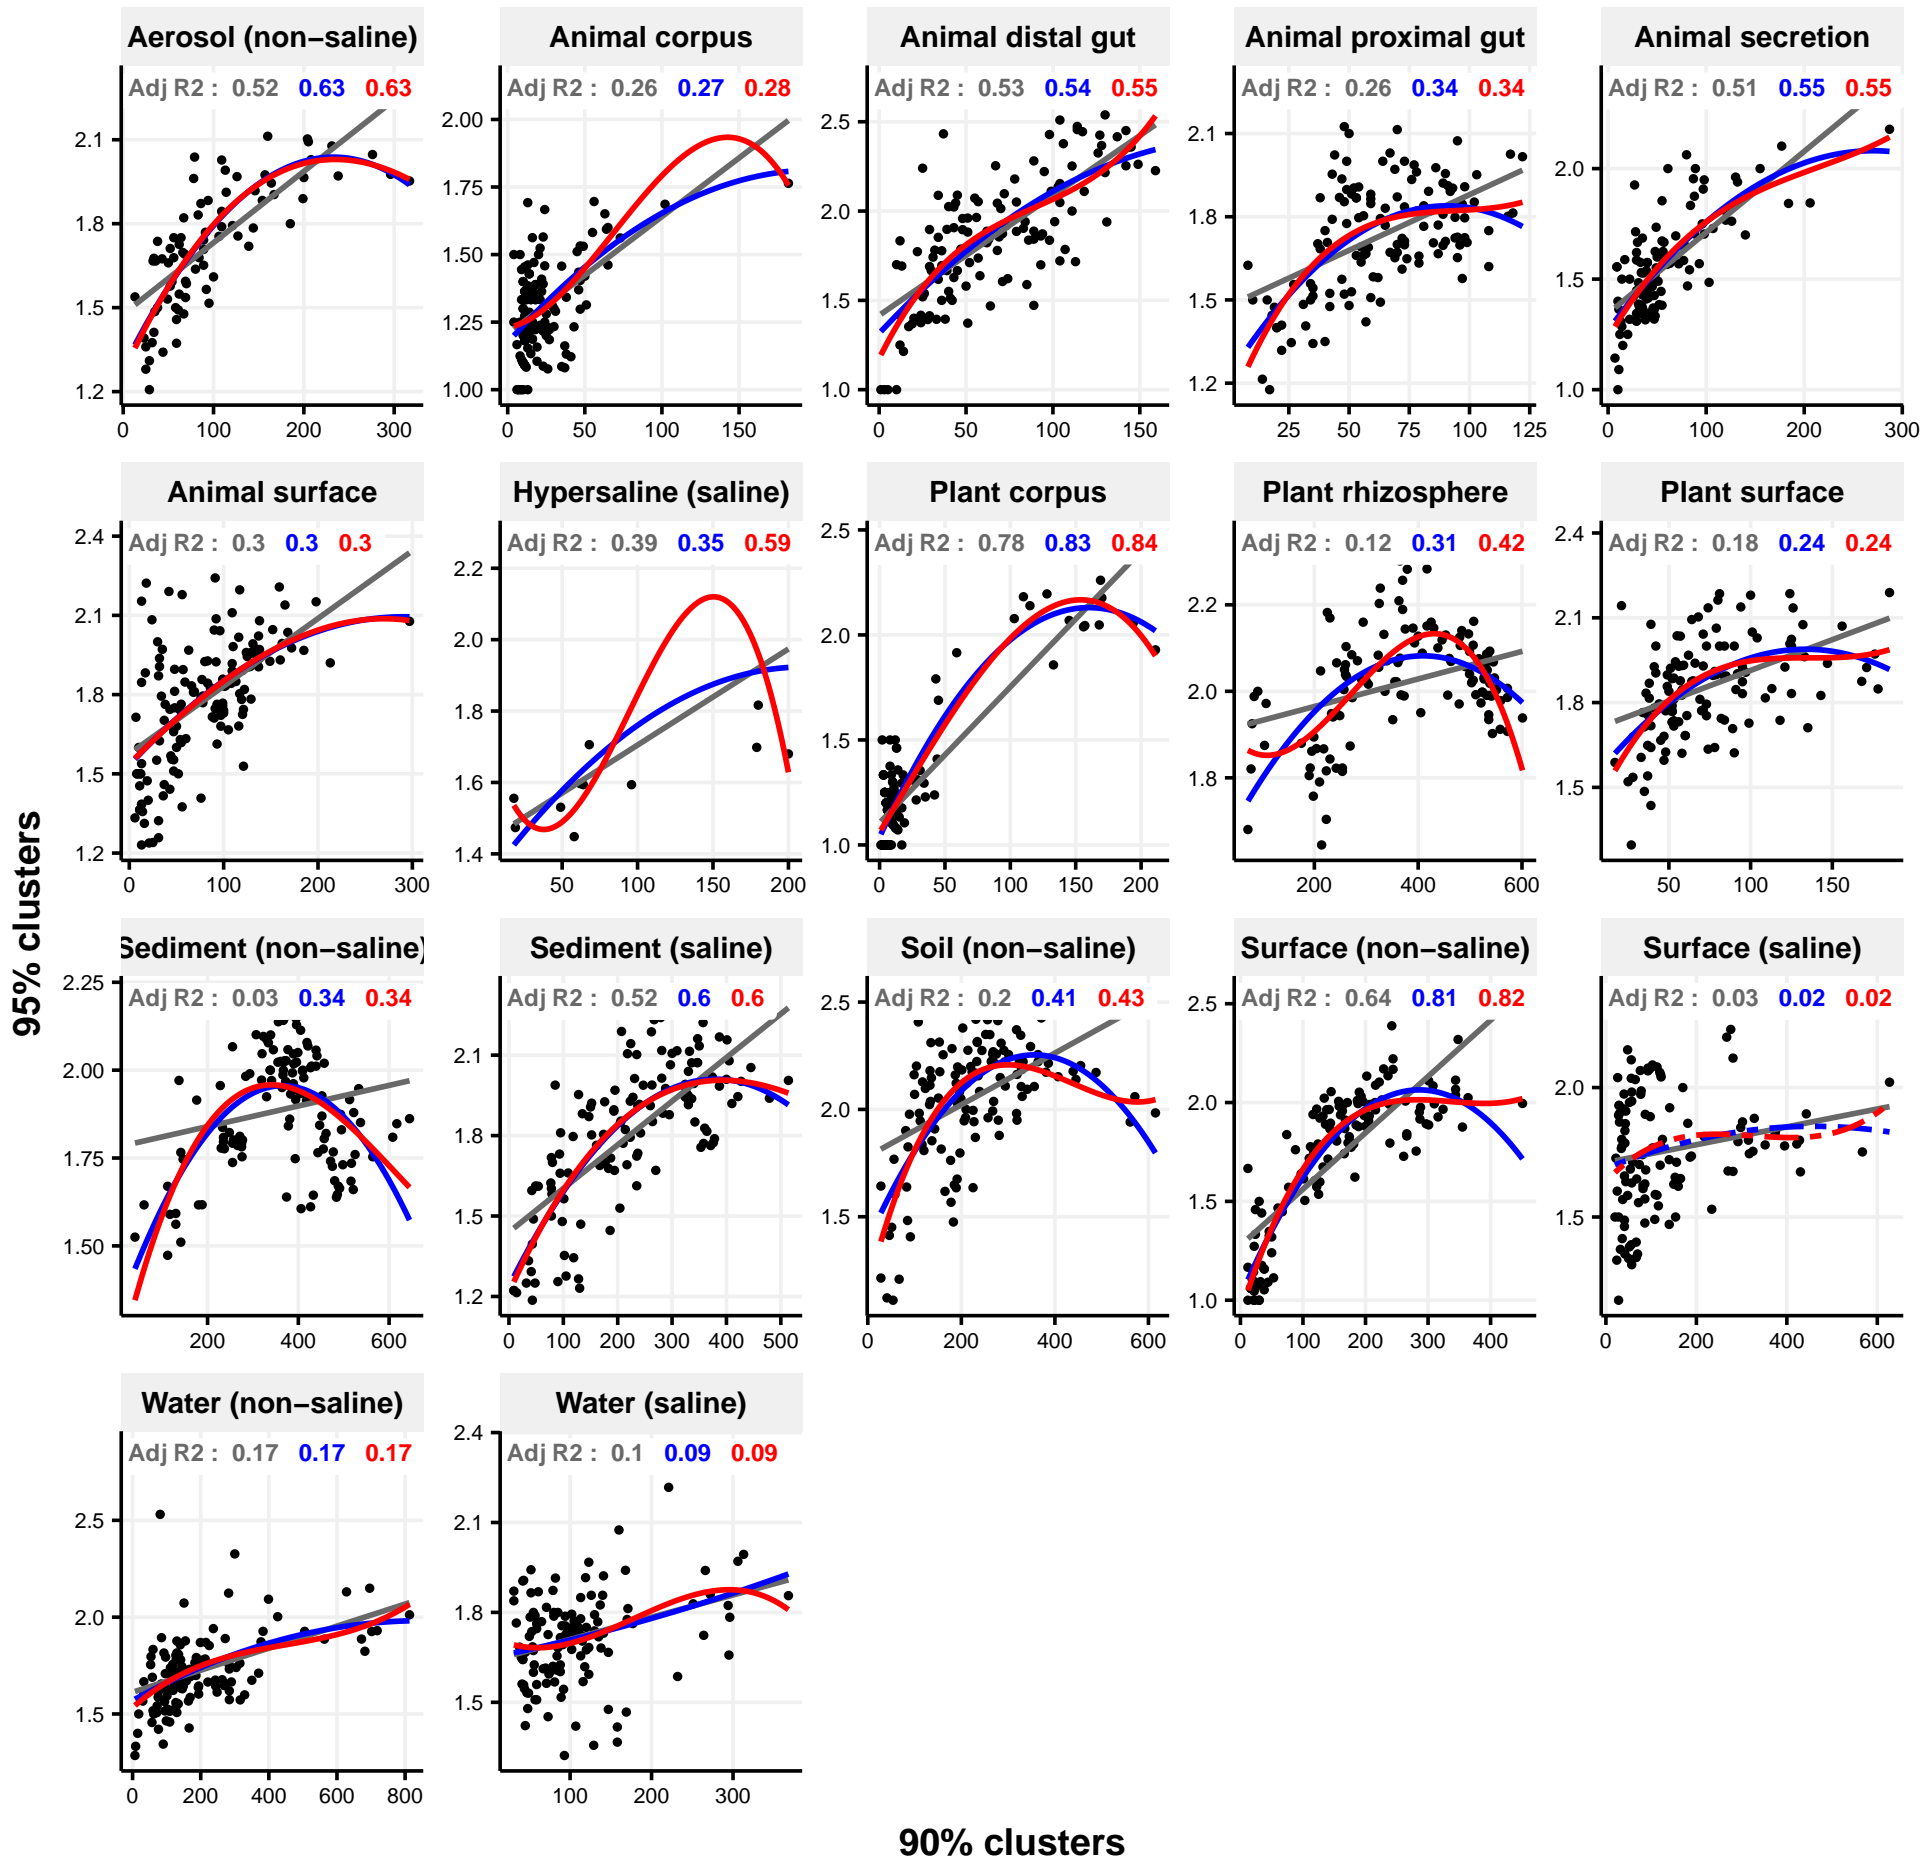 Aerosol (non−saline) Animal corpus Animal distal gut Animal proximal gut Animal secretion
Adj R2 : 0.52 0.63 0.63 Adj R2 : 0.26 0.27 0.28 Adj R2 : 0.53 0.54 0.55 Adj R2 : 0.26 0.34 0.34 Adj R2 : 0.51 0.55 0.55
2.1 1.8 1.5 1.2
0 100 200 300
2.00 1.75 1.50 1.25 1.00
0 50 100 150
2.5 2.0 1.5 1.0
0 50 100 150
2.1 1.8 1.5 1.2
25 50 75 100 125
2.0 1.5 1.0
0 100 200 300
Animal surface Hypersaline (saline) Plant corpus Plant rhizosphere Plant surface
Adj R2 : 0.3 0.3 0.3 Adj R2 : 0.39 0.35 0.59 Adj R2 : 0.78 0.83 0.84 Adj R2 : 0.12 0.31 0.42 Adj R2 : 0.18 0.24 0.24
2.4 2.1 1.8 1.5 1.2
0 100 200 300
2.2 2.0 1.8 1.6 1.4
50 100 150 200
2.5 2.0 1.5 1.0
0 50 100 150 200
2.2 2.0 1.8
200 400 600
2.4 2.1 1.8 1.5
50 100 150
95% clusters
Sediment (non−saline) Sediment (saline) Soil (non−saline) Surface (non−saline) Surface (saline)
Adj R2 : 0.03 0.34 0.34 Adj R2 : 0.52 0.6 0.6 Adj R2 : 0.2 0.41 0.43 Adj R2 : 0.64 0.81 0.82 Adj R2 : 0.03 0.02 0.02
2.25 2.00 1.75 1.50
200 400 600
2.1 1.8 1.5 1.2
0 100 200 300 400 500
2.5 2.0 1.5
0 200 400 600
2.5 2.0 1.5 1.0
0 100 200 300 400
2.0 1.5
0 200 400 600
Water (non−saline) Water (saline)
Adj R2 : 0.17 0.17 0.17 Adj R2 : 0.1 0.09 0.09
2.5 2.0 1.5
0 200 400 600 800
2.4 2.1 1.8 1.5
100 200 300
90% clusters